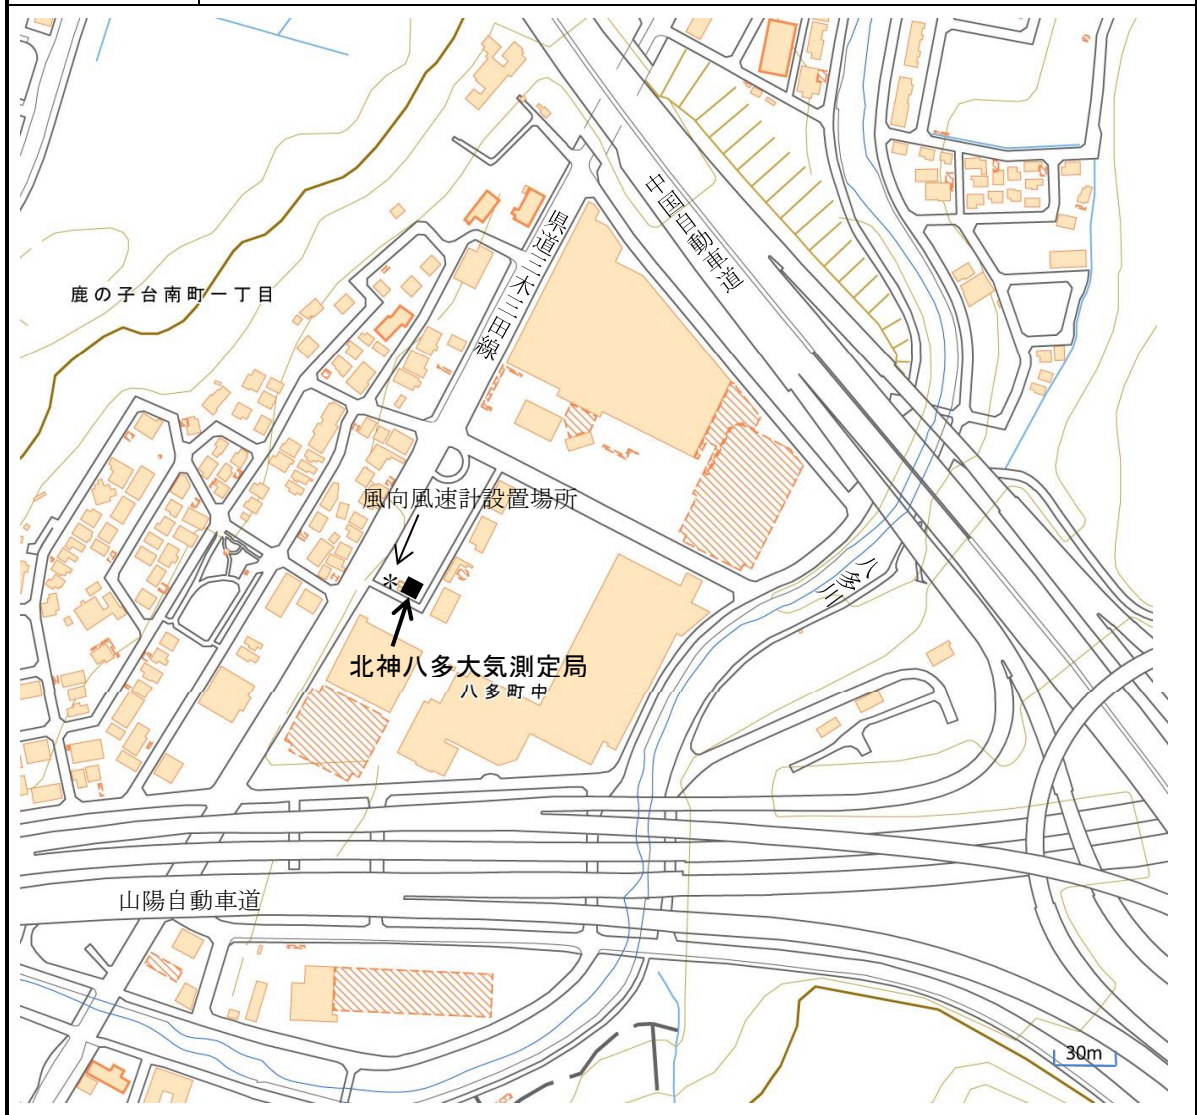 中国自動車道
県道三木三田線
鹿の子台南町一丁目
風向風速計設置場所
*
八多川
北神八多大気測定局
八多町中
山陽自動車道
30m